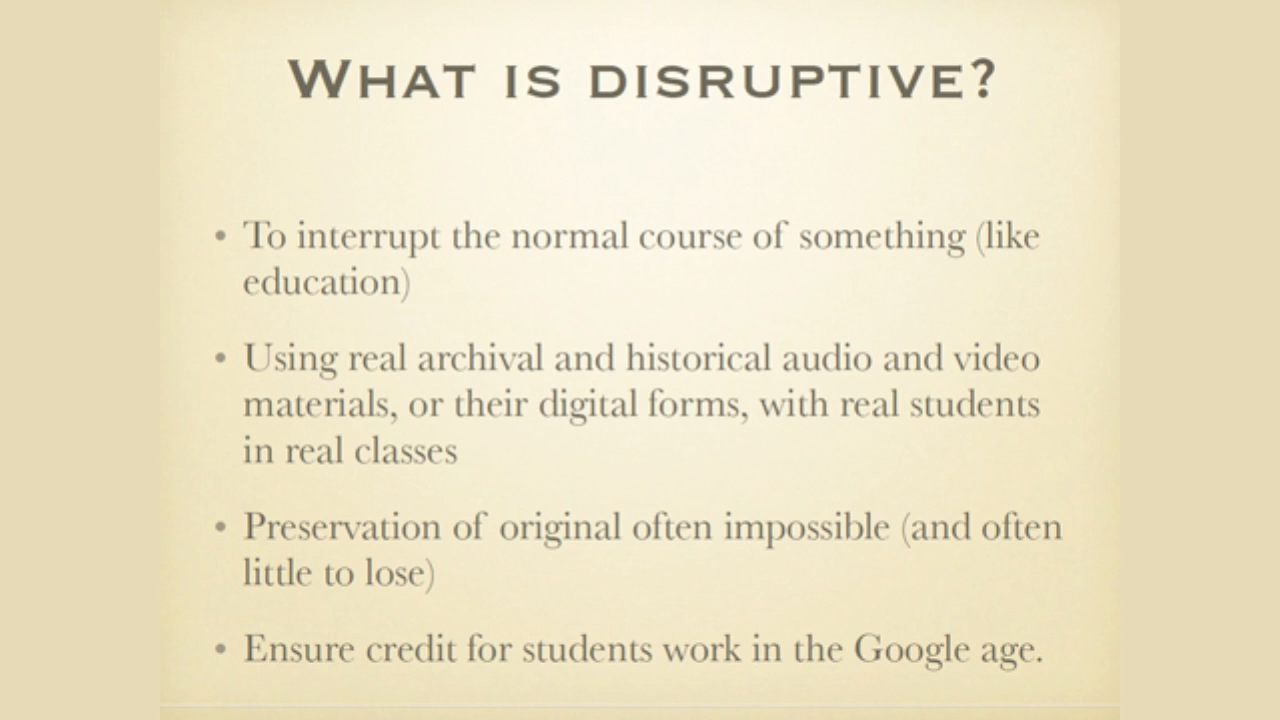 WHAT IS DISRUPTIVE?
• To interrupt the normal course of something (like
education)
• Using real archival and historical audio and video
materials, or their digital forms, with real students
in real classes
• Preservation of original often impossible (and often
little to lose)
• Ensure credit for students work in the Google age.